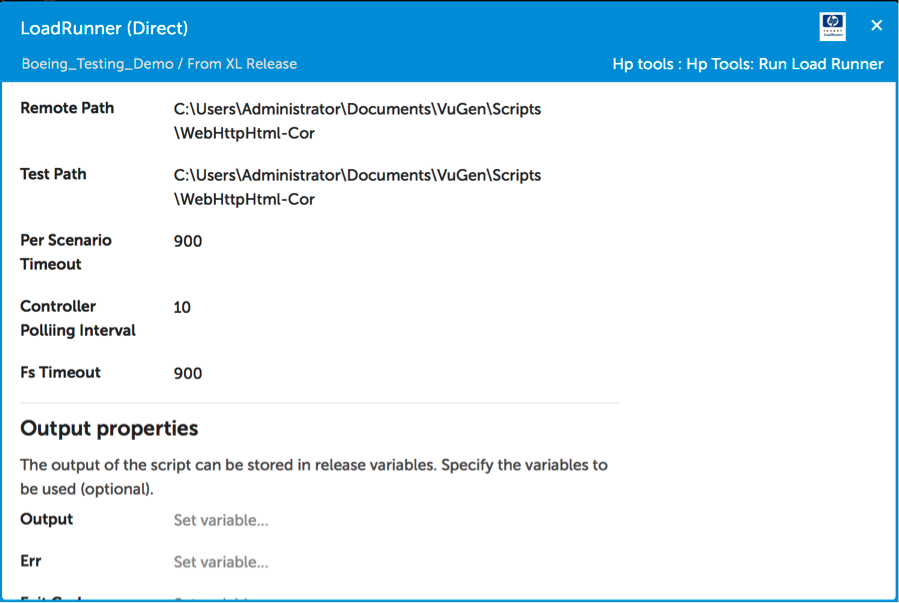 LoadRunner (Direct)
hp
Boeing_Testing_Demo / From XL Release
Hp tools : Hp Tools: Run Load Runner
Remote Path
C:\Users\Administrator\Documents\VuGen\Scripts
\WebHttpHtml-Cor
Test Path
C:\Users\Administrator\Documents\VuGen\Scripts
\WebHttpHtml-Cor
Per Scenario
Timeout
900
Controller
Polliing Interval
10
Fs Timeout
900
Output properties
The output of the script can be stored in release variables. Specify the variables to
be used (optional).
Output
Set variable...
Err
Set variable...